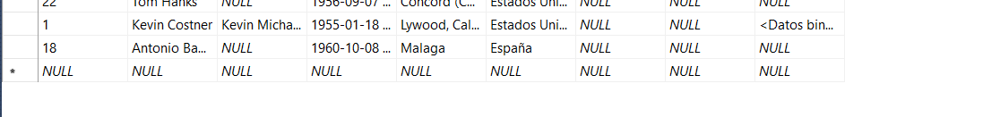 22 Tom Hanks NULL 1956-09-07 ... Concord (C... Estados Uni... NULL NULL NULL
1 Kevin Costner Kevin Micha... 1955-01-18 ... Lywood, Cal... Estados Uni... NULL NULL <Datos bin...
18 Antonio Ba... NULL 1960-10-08 ... Malaga España NULL NULL NULL
* NULL NULL NULL NULL NULL NULL NULL NULL NULL